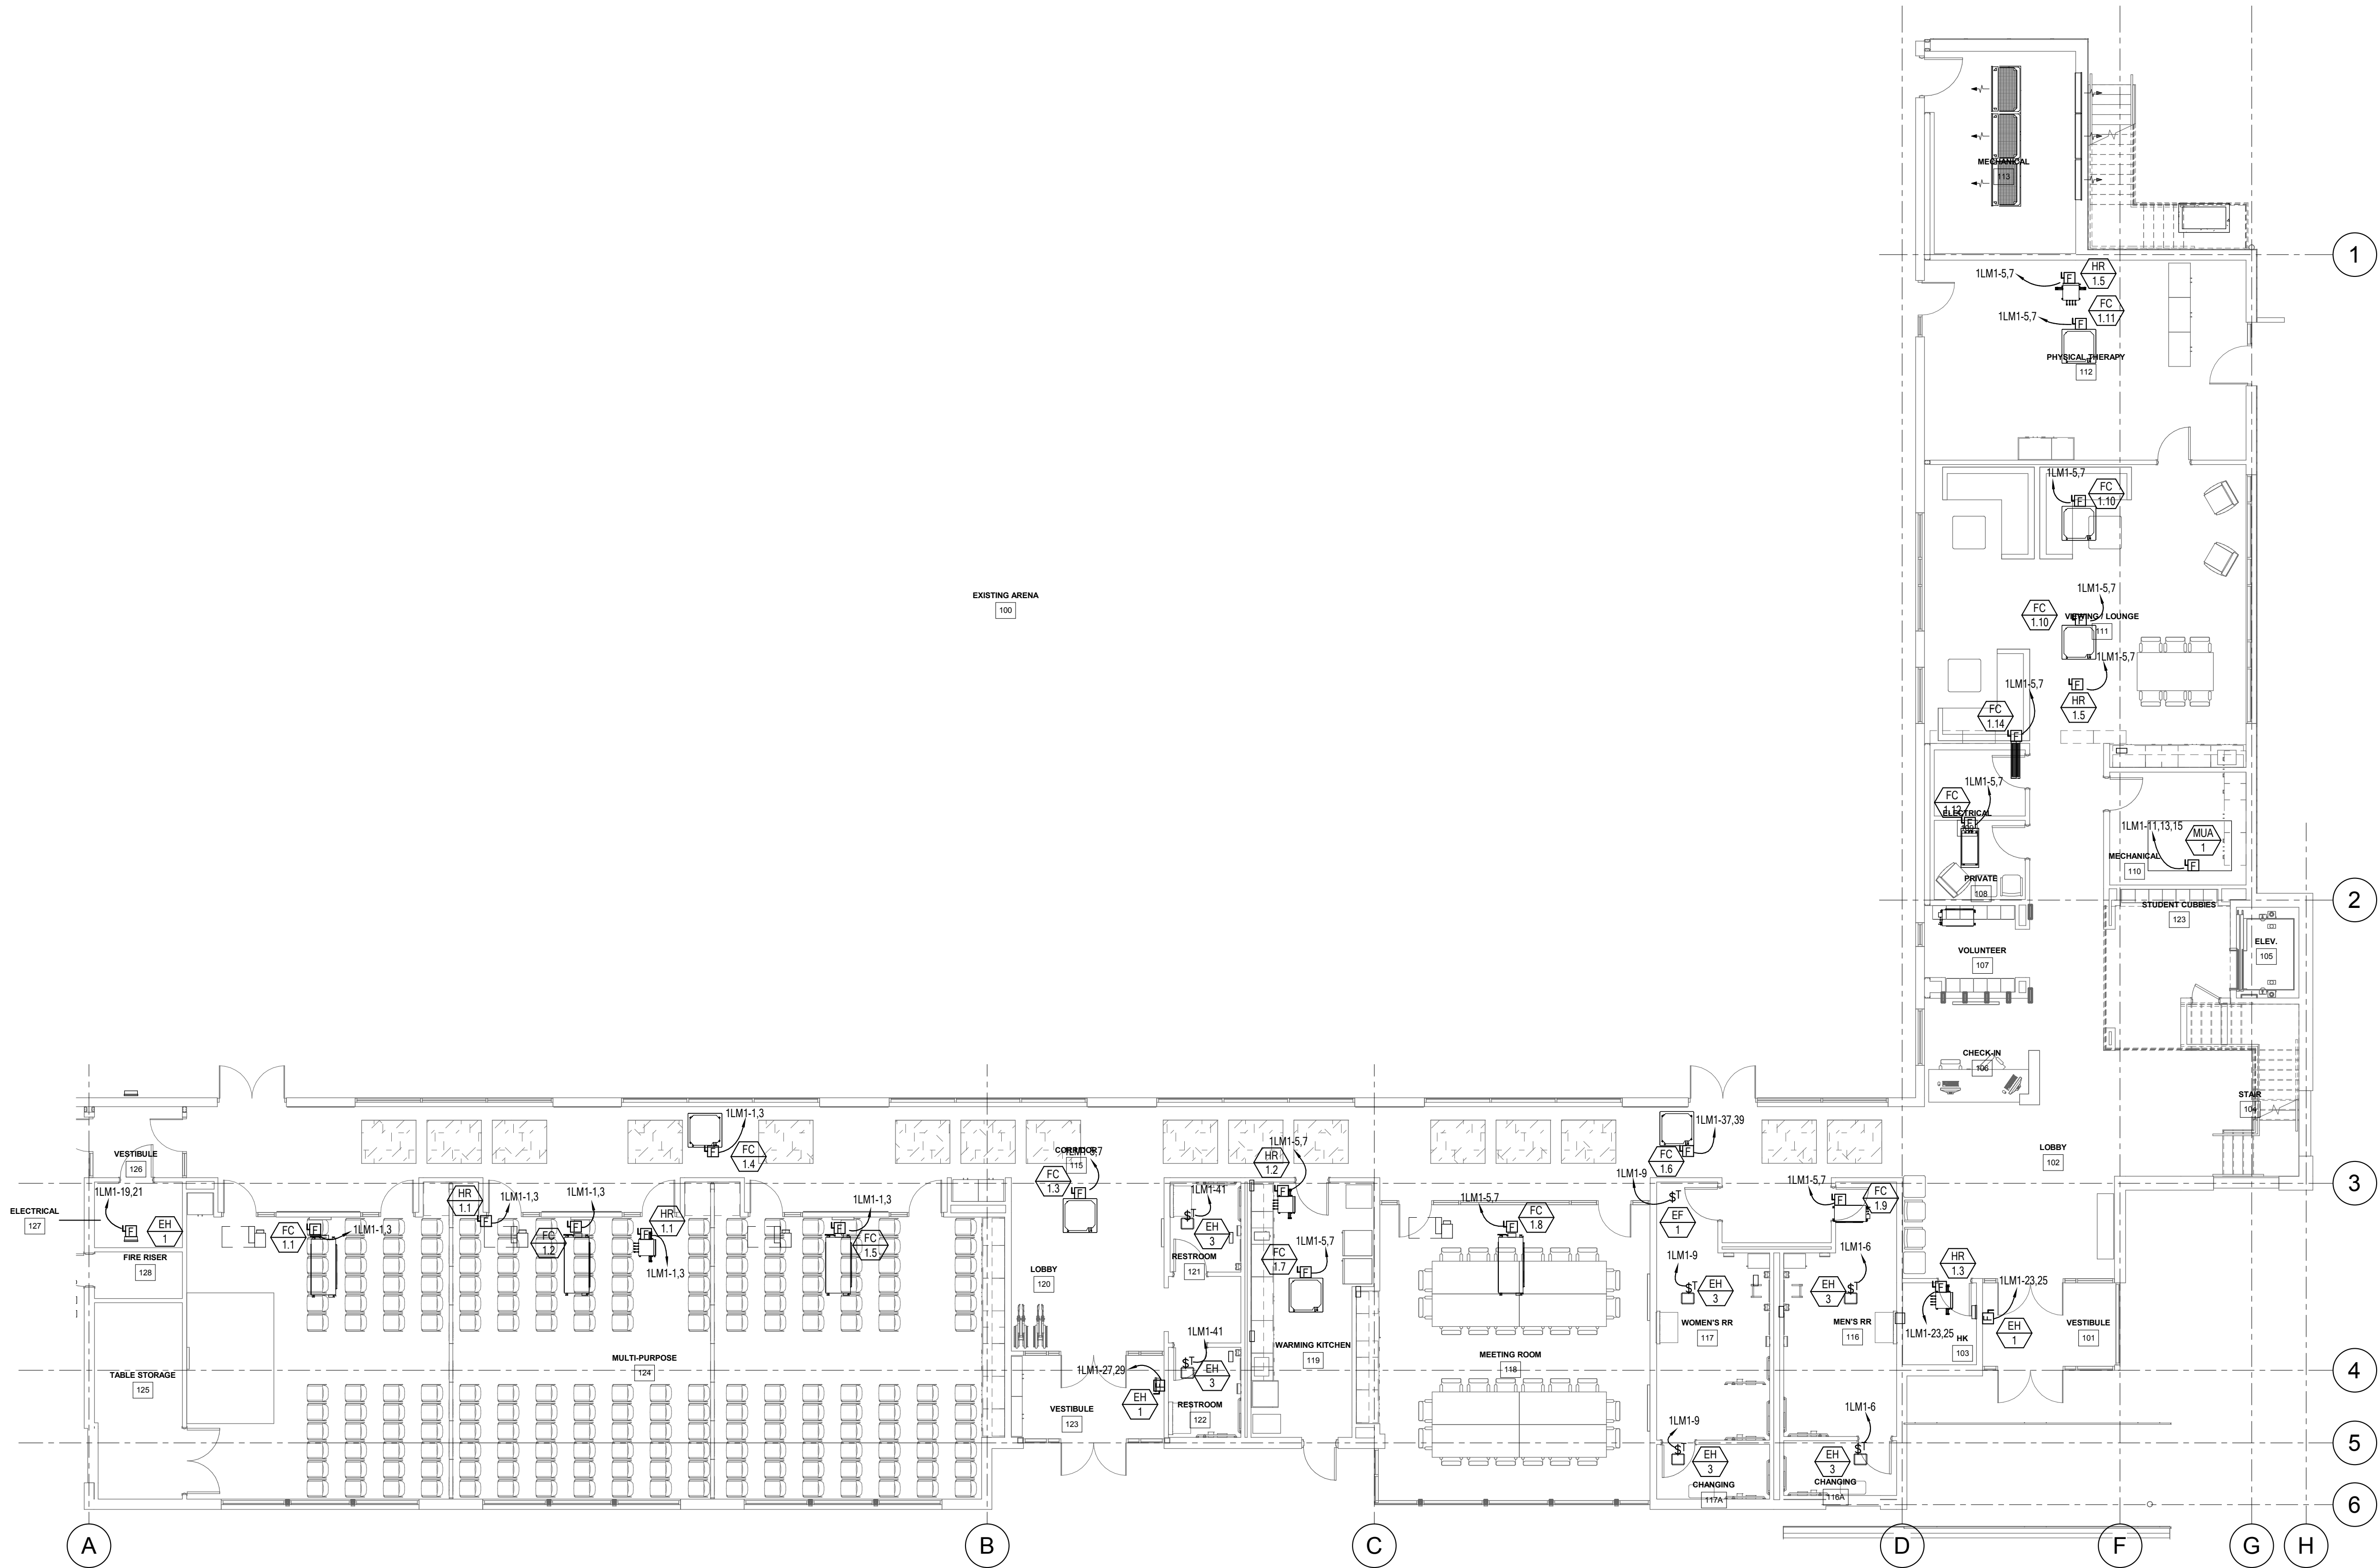 1
MECHANICAL
113
1LM1-5,7
HR
1.5
1LM1-5,7
FC
1.11
PHYSICAL THERAPY
112
1LM1-5,7
FC
1.10
EXISTING ARENA
100
1LM1-5,7
FC
1.10
VIEWING / LOUNGE
111
1LM1-5,7
1LM1-5,7
HR
1.5
FC
1.14
1LM1-5,7
FC
1.12
ELECTRICAL
109
1LM1-11,13,15
MUA
1
MECHANICAL
110
PRIVATE
108
2
STUDENT CUBBIES
123
VOLUNTEER
107
ELEV.
105
CHECK-IN
106
STAIR
104
LOBBY
102
1LM1-1,3
FC
1.4
CORRIDOR
115
FC
1.3
1LM1-5,7
HR
1.2
1LM1-37,39
FC
1.6
VESTIBULE
126
3
1LM1-19,21
ELECTRICAL
127
EH
1
FC
1.1
1LM1-1,3
HR
1.1
1LM1-1,3
1LM1-1,3
FC
1.2
HR
1.1
1LM1-1,3
1LM1-1,3
FC
1.5
1LM1-41
EH
3
RESTROOM
121
FC
1.7
1LM1-5,7
1LM1-5,7
FC
1.8
1LM1-9
$T
EF
1
1LM1-9
$T
EH
3
1LM1-5,7
FC
1.9
1LM1-6
$T
EH
3
HR
1.3
1LM1-23,25
1LM1-23,25
EH
1
VESTIBULE
101
FIRE RISER
128
LOBBY
120
WOMEN'S RR
117
MEN'S RR
116
HK
103
WARMING KITCHEN
119
MEETING ROOM
118
MULTI-PURPOSE
124
TABLE STORAGE
125
4
1LM1-41
$T
EH
3
RESTROOM
122
1LM1-27,29
EH
1
VESTIBULE
123
1LM1-9
$T
EH
3
CHANGING
117A
1LM1-6
$T
EH
3
CHANGING
116A
5
6
A
B
C
D
F
G
H